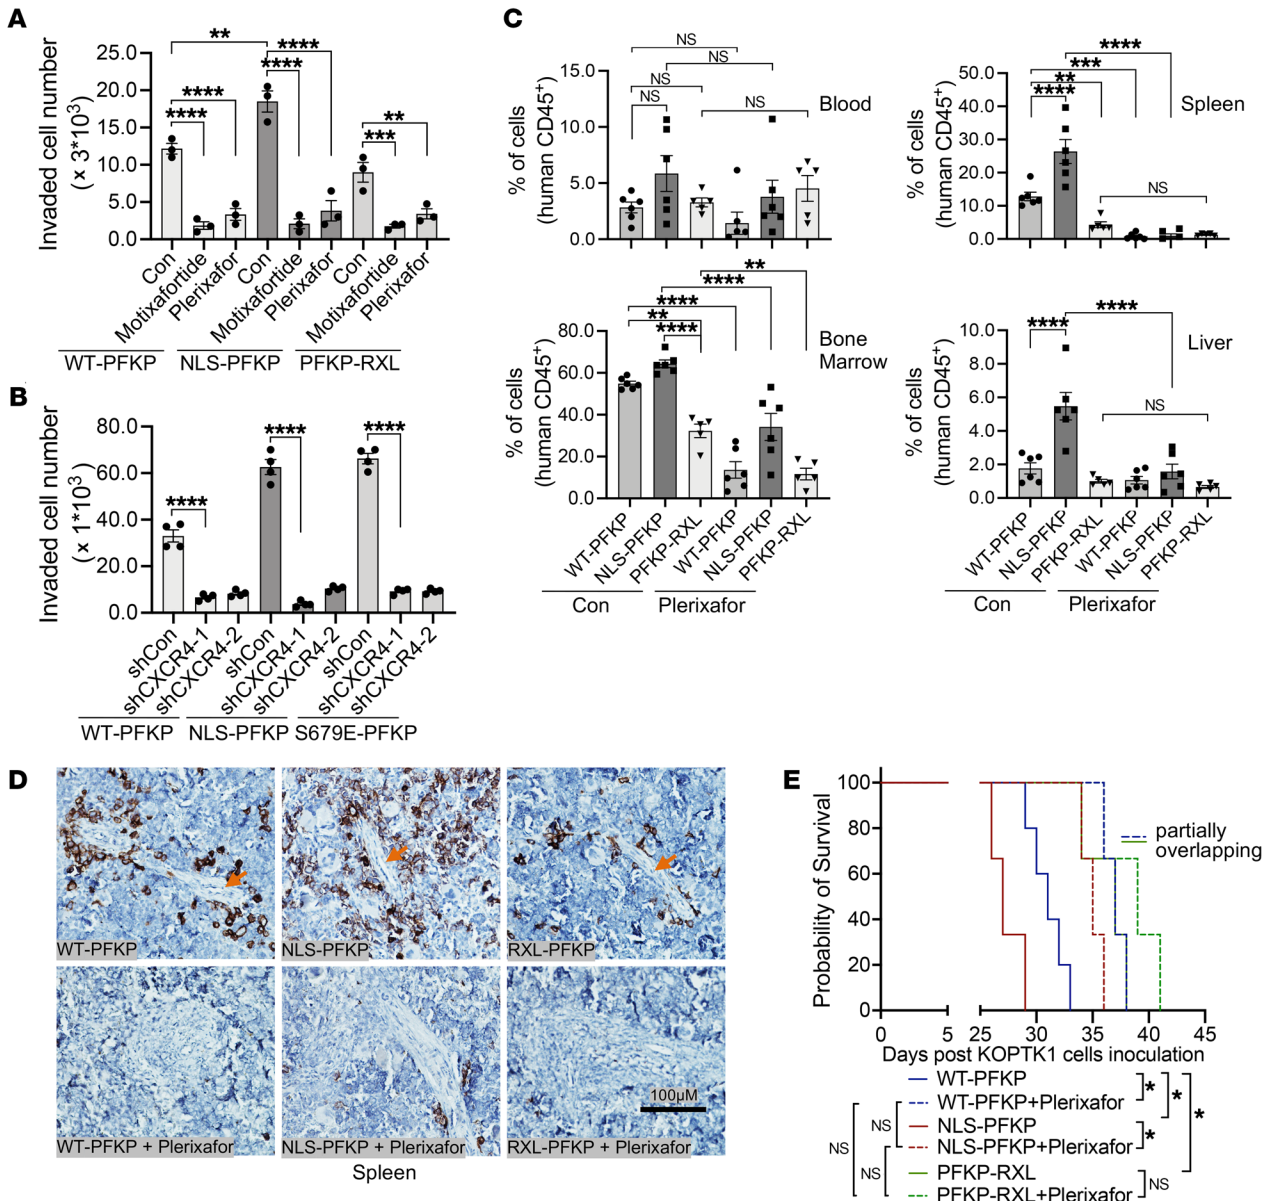 A
Invaded cell number
(x 3*10³)
25.0
20.0
15.0
10.0
5.0
0.0
**
****
****
****
****
**
***
Con
Motixafortide
Plerixafor
Con
Motixafortide
Plerixafor
Con
Motixafortide
Plerixafor
WT-PFKP
NLS-PFKP
PFKP-RXL
B
Invaded cell number
(x 1*10³)
80.0
60.0
40.0
20.0
0.0
****
****
****
shCon
shCXCR4-1
shCXCR4-2
shCon
shCXCR4-1
shCXCR4-2
shCon
shCXCR4-1
shCXCR4-2
WT-PFKP
NLS-PFKP
S679E-PFKP
C
% of cells
(human CD45⁺)
15.0
10.0
5.0
0.0
NS
NS
NS
NS
NS
Blood
% of cells
(human CD45⁺)
50.0
40.0
30.0
20.0
10.0
0.0
****
***
**
****
NS
Spleen
% of cells
(human CD45⁺)
80.0
60.0
40.0
20.0
0.0
**
****
****
**
****
Bone
Marrow
WT-PFKP
NLS-PFKP
PFKP-RXL
WT-PFKP
NLS-PFKP
PFKP-RXL
Con
Plerixafor
% of cells
(human CD45⁺)
10.0
8.0
6.0
4.0
2.0
0.0
****
****
NS
Liver
WT-PFKP
NLS-PFKP
PFKP-RXL
WT-PFKP
NLS-PFKP
PFKP-RXL
Con
Plerixafor
D
WT-PFKP
NLS-PFKP
RXL-PFKP
WT-PFKP + Plerixafor
NLS-PFKP + Plerixafor
RXL-PFKP + Plerixafor
100µM
Spleen
E
Probability of Survival
100
80
60
40
20
0
0
5
25
30
35
40
45
partially
overlapping
Days post KOPTK1 cells inoculation
WT-PFKP
WT-PFKP+Plerixafor
NLS-PFKP
NLS-PFKP+Plerixafor
PFKP-RXL
PFKP-RXL+Plerixafor
NS
NS
NS
*
*
*
*
NS